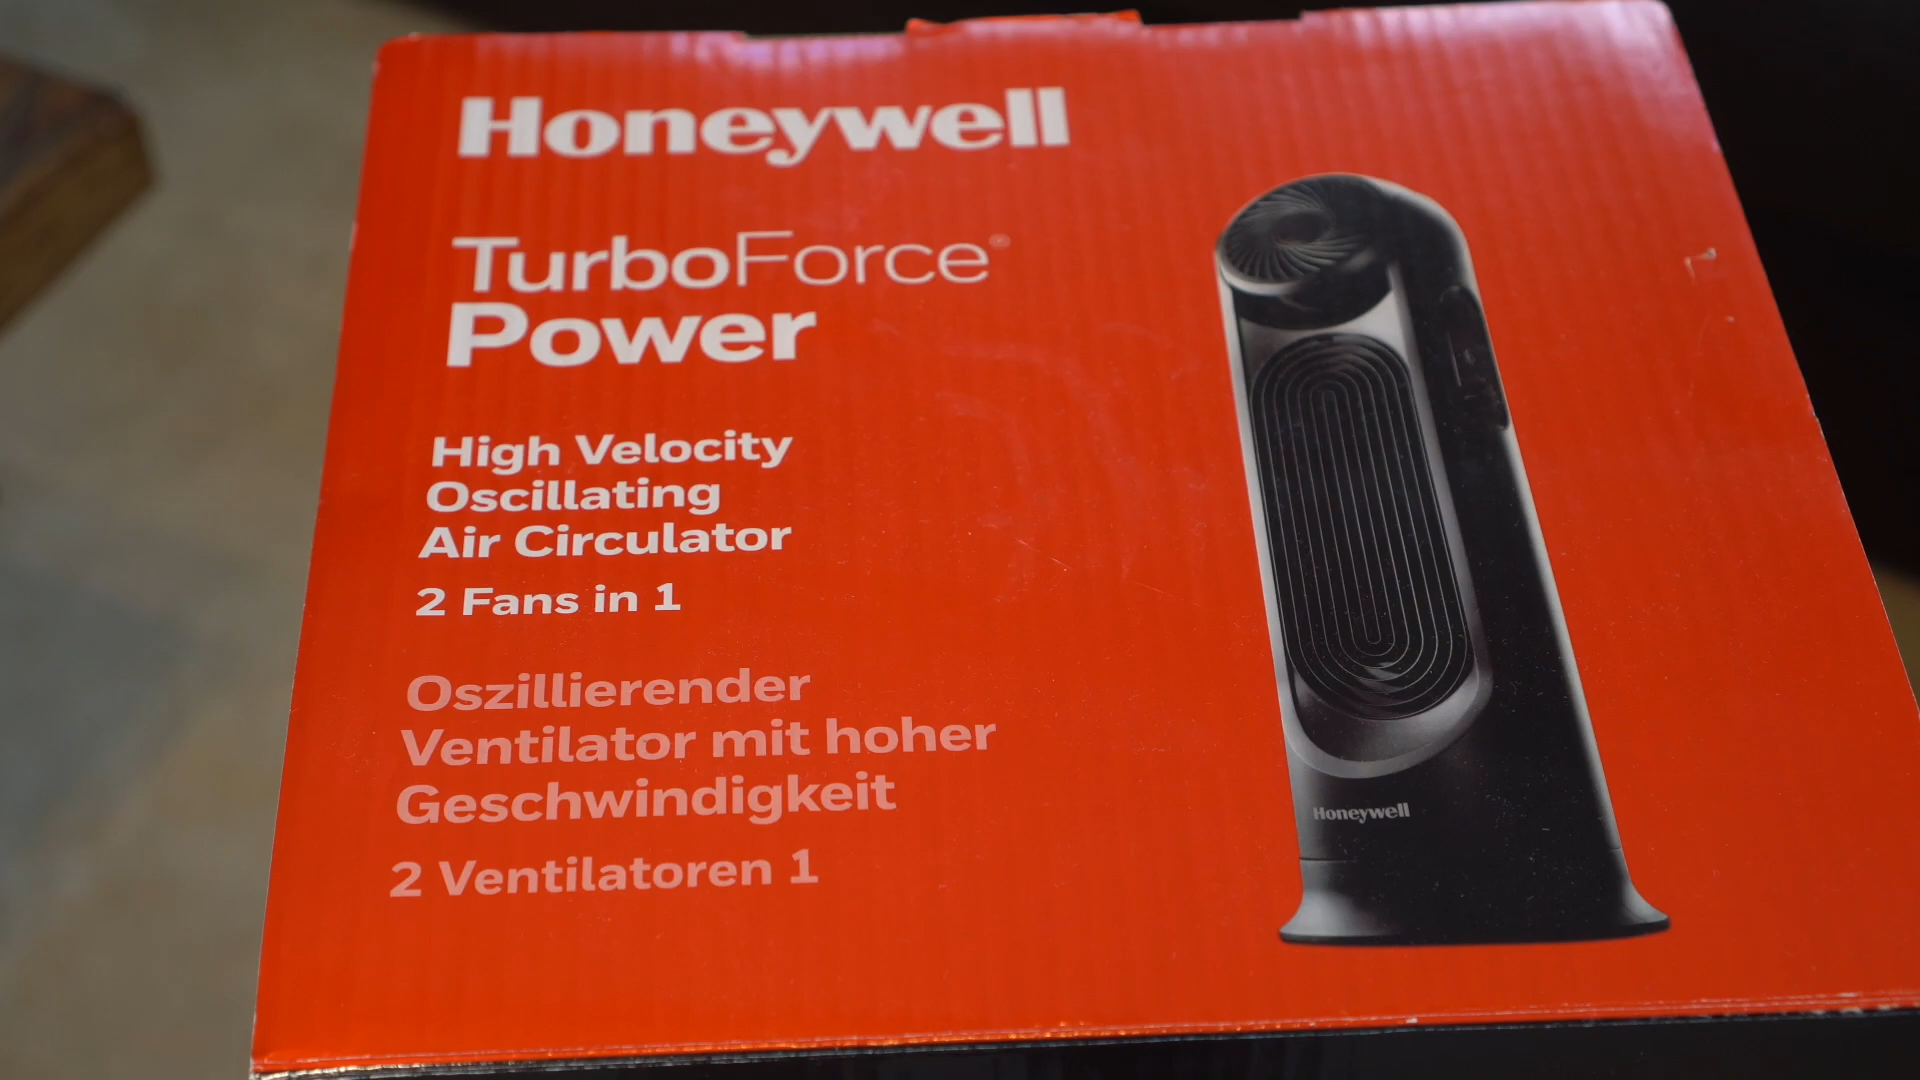 Honeywell
TurboForce®
Power
High Velocity
Oscillating
Air Circulator
2 Fans in 1
Oszillierender
Ventilator mit hoher
Geschwindigkeit
2 Ventilatoren 1
Honeywell